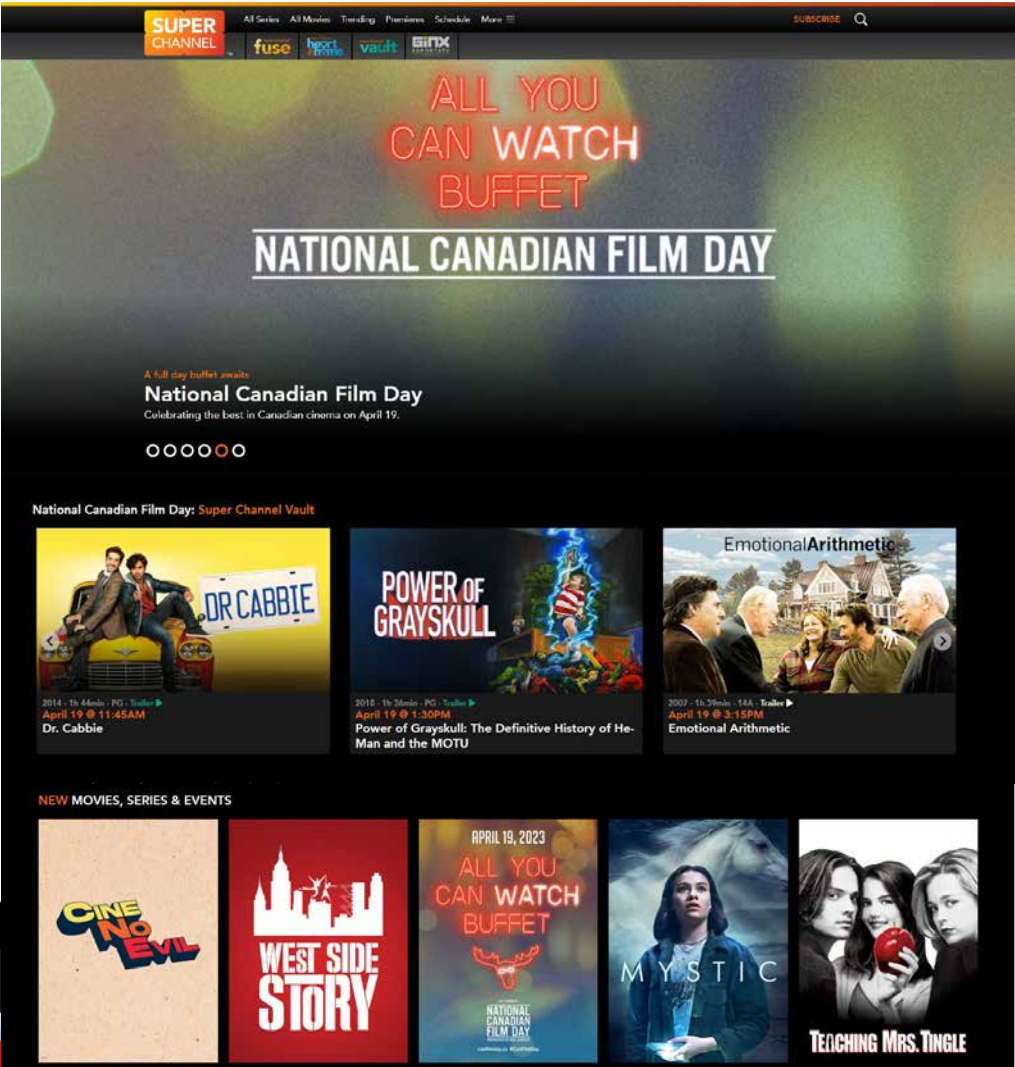 SUPER
CHANNEL
All Series All Movies Trending Premieres Schedule More
SUBSCRIBE
fuse
heart
frame
vault
GINX
ESPORTS TV
ALL YOU
CAN WATCH
BUFFET
NATIONAL CANADIAN FILM DAY
A full day buffet awaits
National Canadian Film Day
Celebrating the best in Canadian cinema on April 19.
National Canadian Film Day: Super Channel Vault
DR CABBIE
2014 - 1h 44min - PG - Trailer
April 19 @ 11:45AM
Dr. Cabbie
POWER OF
GRAYSKULL
1h 36min - PG - Trailer
April 19 @ 1:30PM
Power of Grayskull: The Definitive History of He-
Man and the MOTU
EmotionalArithmetic
2007 - 1h 39min - 14A - Trailer
April 19 @ 3:15PM
Emotional Arithmetic
NEW MOVIES, SERIES & EVENTS
CINE
NO
EVIL
WEST SIDE
STORY
APRIL 19, 2023
ALL YOU
CAN WATCH
BUFFET
NATIONAL
CANADIAN
FILM DAY
MYSTIC
TEACHING MRS. TINGLE